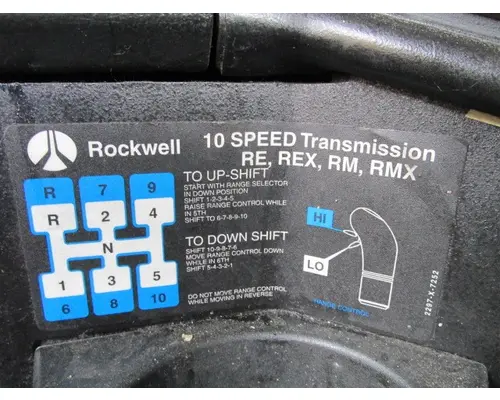 Rockwell
10 SPEED Transmission
RE, REX, RM, RMX
R 7 9
R 2 4
N
1 3 5
6 8 10
TO UP-SHIFT
START WITH RANGE SELECTOR
IN DOWN POSITION
SHIFT 1-2-3-4-5
RAISE RANGE CONTROL WHILE
IN 5TH
SHIFT TO 6-7-8-9-10
TO DOWN SHIFT
SHIFT 10-9-8-7-6
MOVE RANGE CONTROL DOWN
WHILE IN 6TH
SHIFT 5-4-3-2-1
DO NOT MOVE RANGE CONTROL
WHILE MOVING IN REVERSE
HI
LO
RANGE CONTROL
2297-X-7252